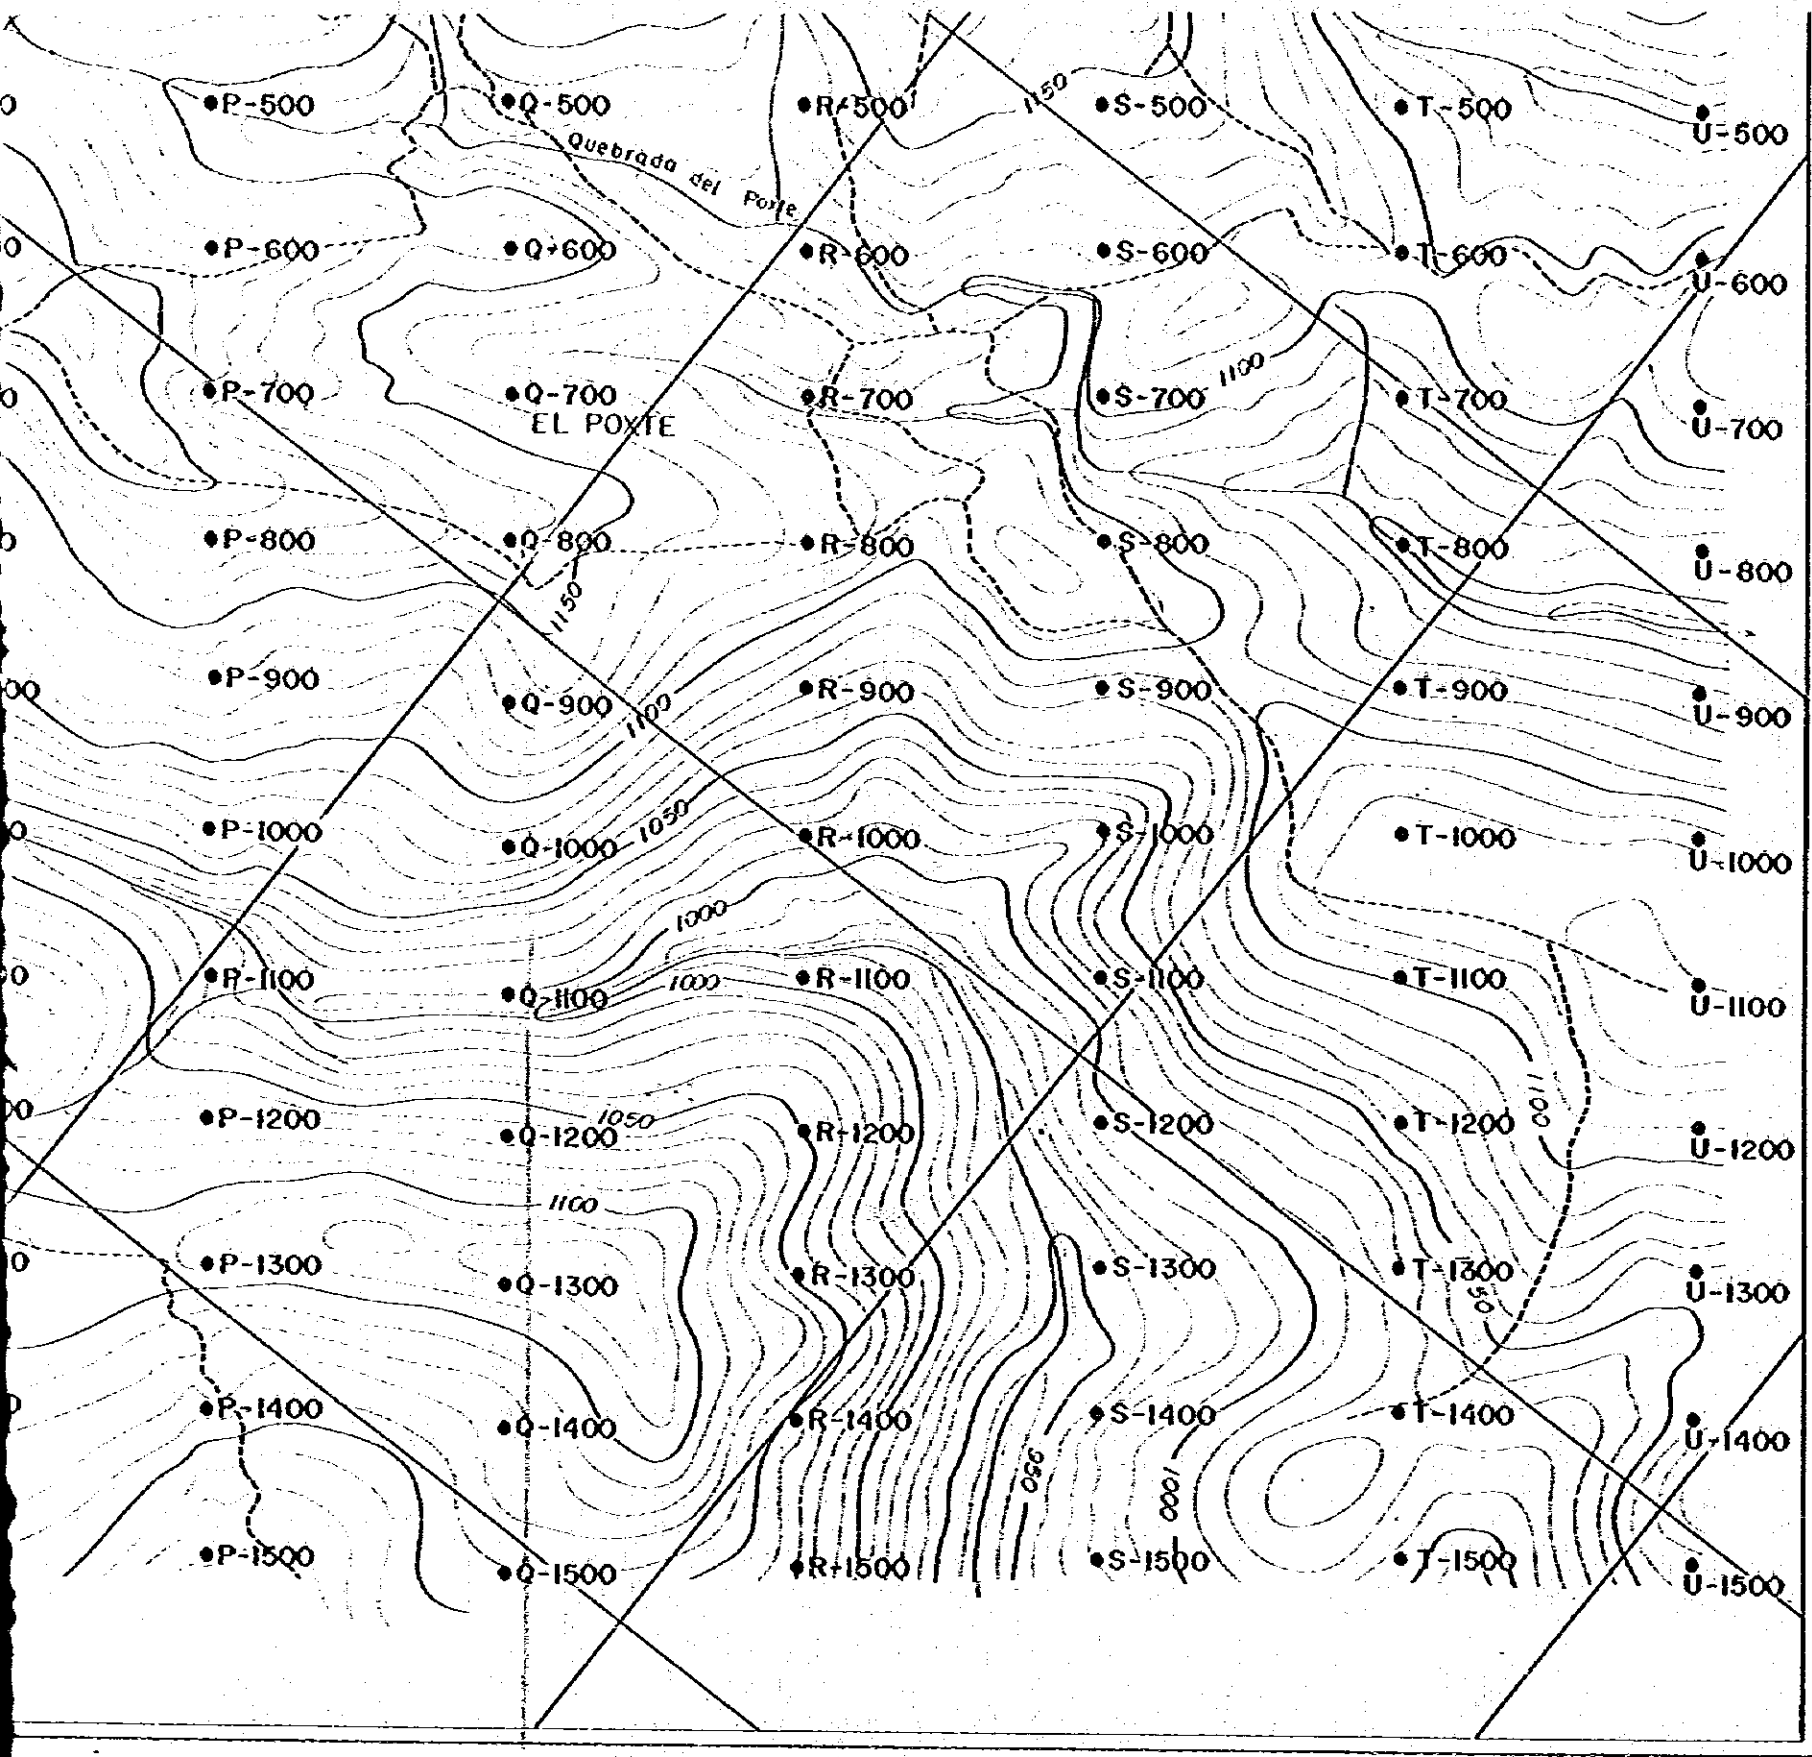 P-500 Q-500 R-500 1150 S-500 T-500 U-500
Quebrada del Poxte
P-600 Q-600 R-600 S-600 T-600 U-600
1100
P-700 Q-700 R-700 S-700 T-700 U-700
EL POXTE
P-800 Q-800 R-800 S-800 T-800 U-800
1150
P-900 Q-900 R-900 S-900 T-900 U-900
1100
1050
P-1000 Q-1000 R-1000 S-1000 T-1000 U-1000
1000
P-1100 Q-1100 1000 R-1100 S-1100 T-1100 U-1100
1100
P-1200 Q-1200 1050 R-1200 S-1200 T-1200 U-1200
1100
P-1300 Q-1300 R-1300 S-1300 T-1300 U-1300
50
P-1400 Q-1400 R-1400 S-1400 T-1400 U-1400
950
1000
P-1500 Q-1500 R-1500 S-1500 T-1500 U-1500